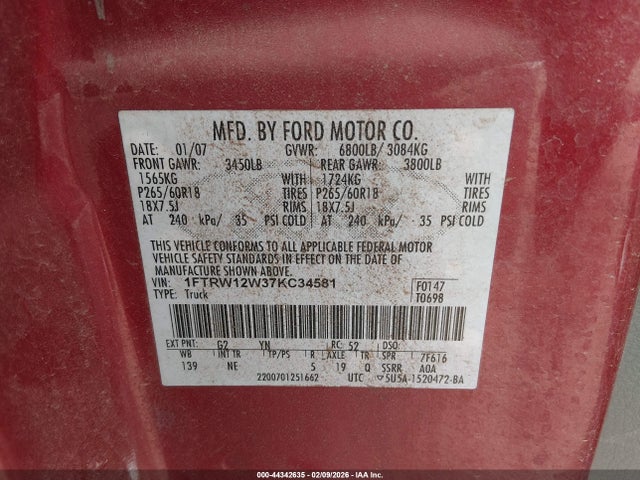 MFD. BY FORD MOTOR CO.
DATE: 01/07 GVWR: 6800LB/ 3084KG
FRONT GAWR: 3450LB REAR GAWR: 3800LB
1565KG WITH 1724KG WITH
P265/60R18 TIRES P265/60R18 TIRES
18X7.5J RIMS 18X7.5J RIMS
AT 240 kPa/ 35 PSI COLD AT 240 kPa/ 35 PSI COLD
THIS VEHICLE CONFORMS TO ALL APPLICABLE FEDERAL MOTOR
VEHICLE SAFETY STANDARDS IN EFFECT ON THE DATE OF
MANUFACTURE SHOWN ABOVE.
VIN: 1FTRW12W37KC34581 F0147
TYPE: Truck T0698
EXT PNT: G2 YN RC: 52 DSO:
WB INT TR TP/PS R AXLE TR SPR 7F616
139 NE 5 19 Q SSRR A0A
2200701251662 UTC 5U5A-1520472-BA
000-44342635 - 02/09/2026 - IAA Inc.